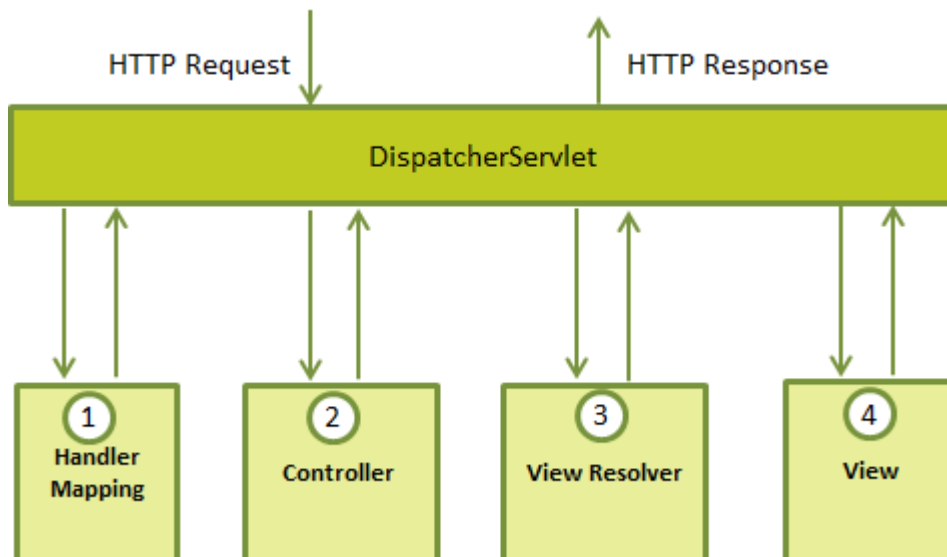 HTTP Request
HTTP Response
DispatcherServlet
1
2
3
4
Handler
Mapping
Controller
View Resolver
View